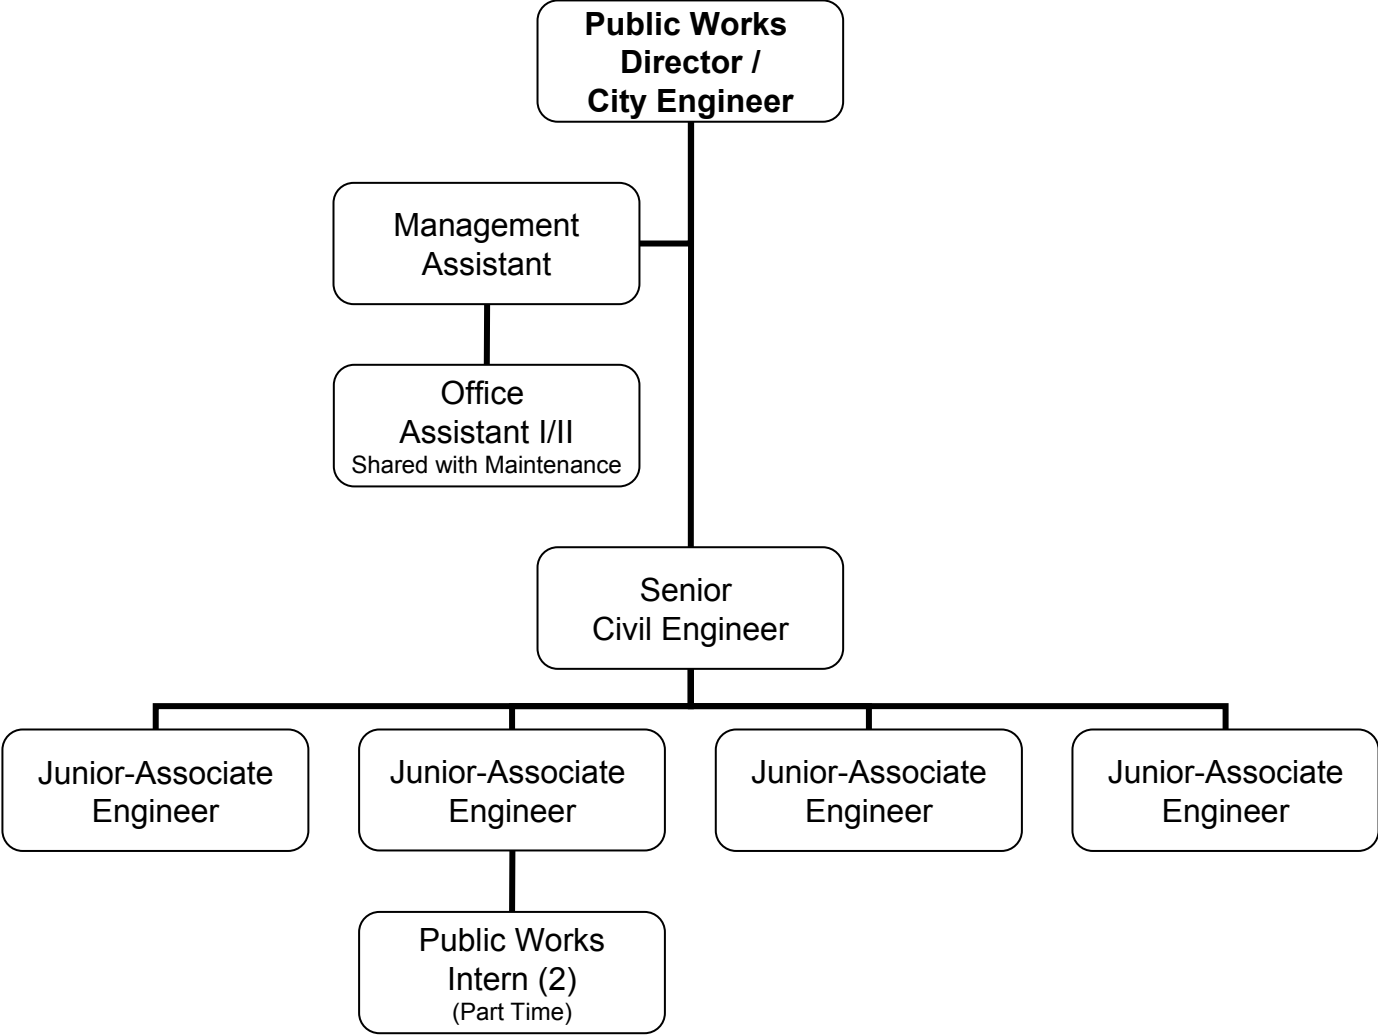 Public Works
Director /
City Engineer
Management
Assistant
Office
Assistant I/II
Shared with Maintenance
Senior
Civil Engineer
Junior-Associate
Engineer
Junior-Associate
Engineer
Junior-Associate
Engineer
Junior-Associate
Engineer
Public Works
Intern (2)
(Part Time)